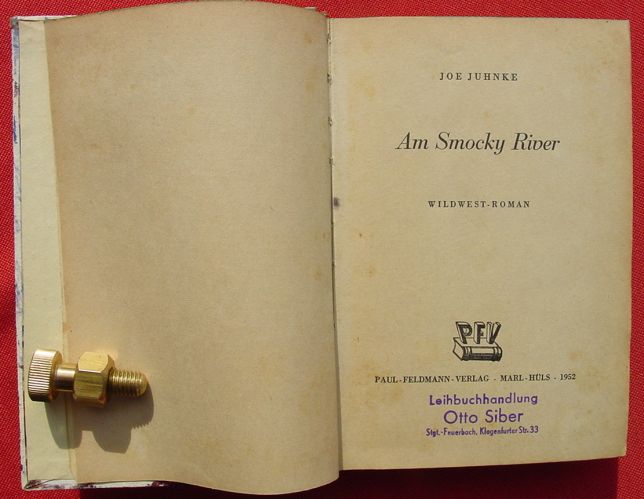 JOE JUHNKE
Am Smocky River
WILDWEST-ROMAN
PFV
PAUL-FELDMANN-VERLAG · MARL-HÜLS · 1952
Leihbuchhandlung
Otto Siber
Stgt.-Feuerbach, Klagenfurter Str. 33